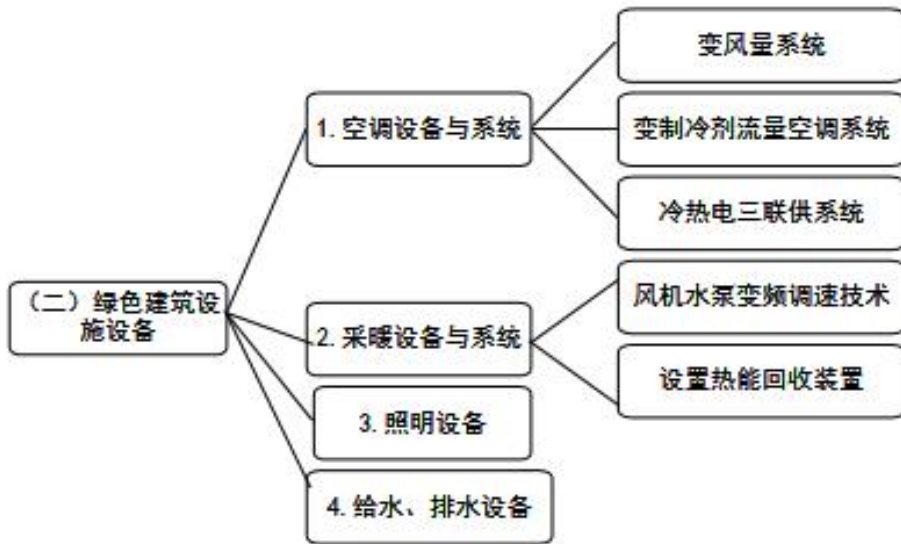 （二）绿色建筑设
施设备
1. 空调设备与系统
变风量系统
变制冷剂流量空调系统
冷热电三联供系统
2. 采暖设备与系统
风机水泵变频调速技术
设置热能回收装置
3. 照明设备
4. 给水、排水设备